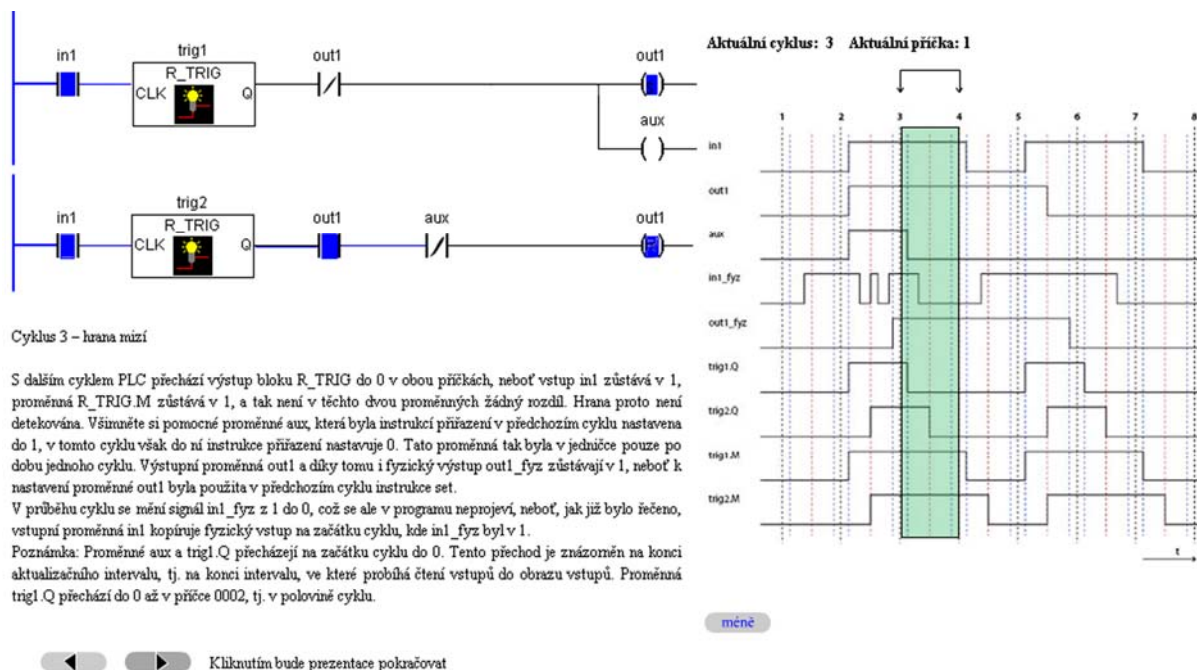 in1
trig1
R_TRIG
CLK
Q
out1
out1
aux
in1
trig2
R_TRIG
CLK
Q
out1
aux
out1
R
Cyklus 3 – hrana mizí
S dalším cyklem PLC přechází výstup bloku R_TRIG do 0 v obou příčkách, neboť vstup in1 zůstává v 1,
proměnná R_TRIG.M zůstává v 1, a tak není v těchto dvou proměnných žádný rozdíl. Hrana proto není
detekována. Všimněte si pomocné proměnné aux, která byla instrukcí přiřazení v předchozím cyklu nastavena
do 1, v tomto cyklu však do ní instrukce přiřazení nastavuje 0. Tato proměnná tak byla v jedničce pouze po
dobu jednoho cyklu. Výstupní proměnná out1 a díky tomu i fyzický výstup out1_fyz zůstávají v 1, neboť k
nastavení proměnné out1 byla použita v předchozím cyklu instrukce set.
V průběhu cyklu se mění signál in1_fyz z 1 do 0, což se ale v programu neprojeví, neboť, jak již bylo řečeno,
vstupní proměnná in1 kopíruje fyzický vstup na začátku cyklu, kde in1_fyz byl v 1.
Poznámka: Proměnné aux a trig1.Q přecházejí na začátku cyklu do 0. Tento přechod je znázorněn na konci
aktualizačního intervalu, tj. na konci intervalu, ve které probíhá čtení vstupů do obrazu vstupů. Proměnná
trig1.Q přechází do 0 až v příčce 0002, tj. v polovině cyklu.
Kliknutím bude prezentace pokračovat
Aktuální cyklus: 3 Aktuální příčka: 1
1 2 3 4 5 6 7 8
in1
out1
aux
in1_fyz
out1_fyz
trig1.Q
trig2.Q
trig1.M
trig2.M
t
méně